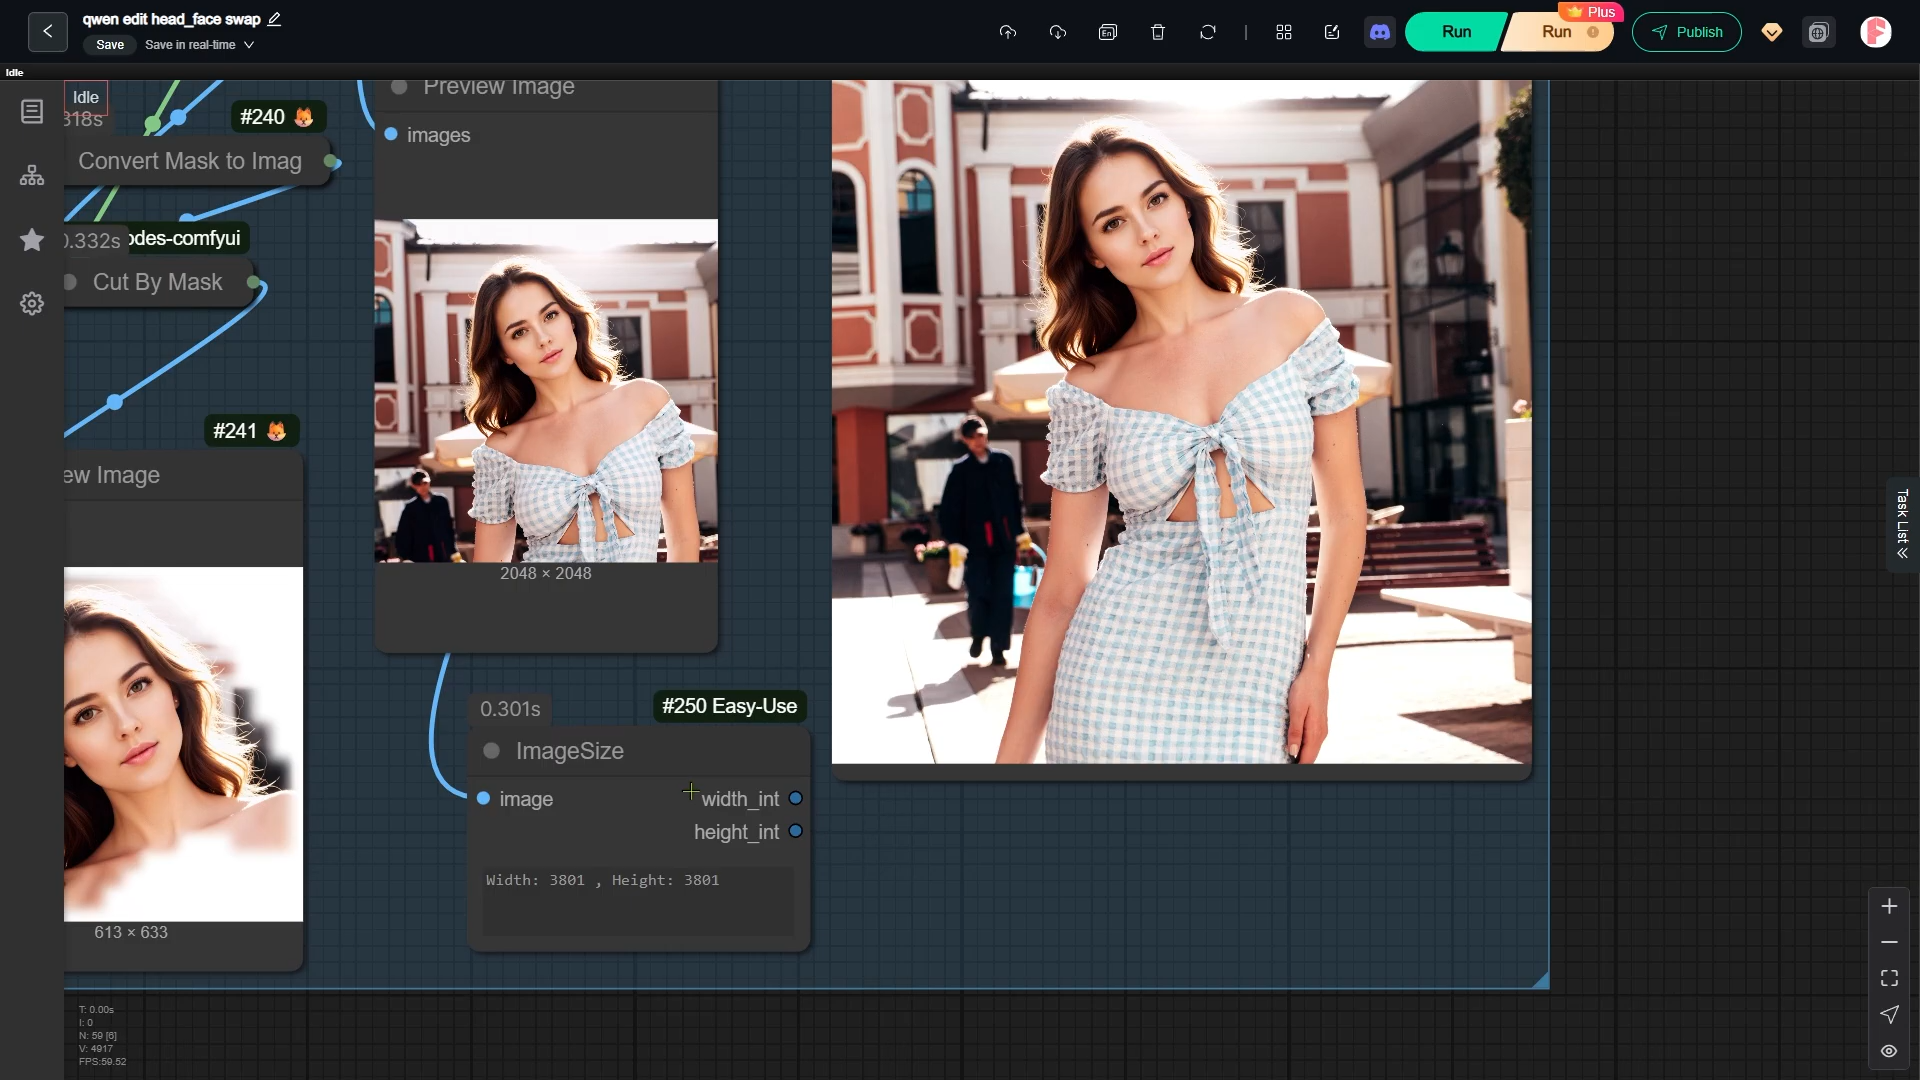 qwen edit head_face swap
Save
Save in real-time
Run
Run
Plus
Publish
Idle
Idle
318s
#240
Convert Mask to Imag
0.332s
odes-comfyui
Cut By Mask
#241
ew Image
613 × 633
Preview Image
images
2048 × 2048
0.301s
#250 Easy-Use
ImageSize
image
width_int
height_int
Width: 3801 , Height: 3801
Task List
T: 0.00s
I: 0
N: 59 [6]
V: 4917
FPS:59.52